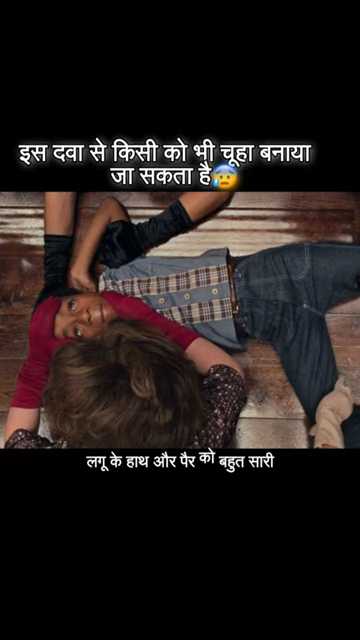 इस दवा से किसी को भी चूहा बनाया
जा सकता है😰
लगू के हाथ और पैर को बहुत सारी